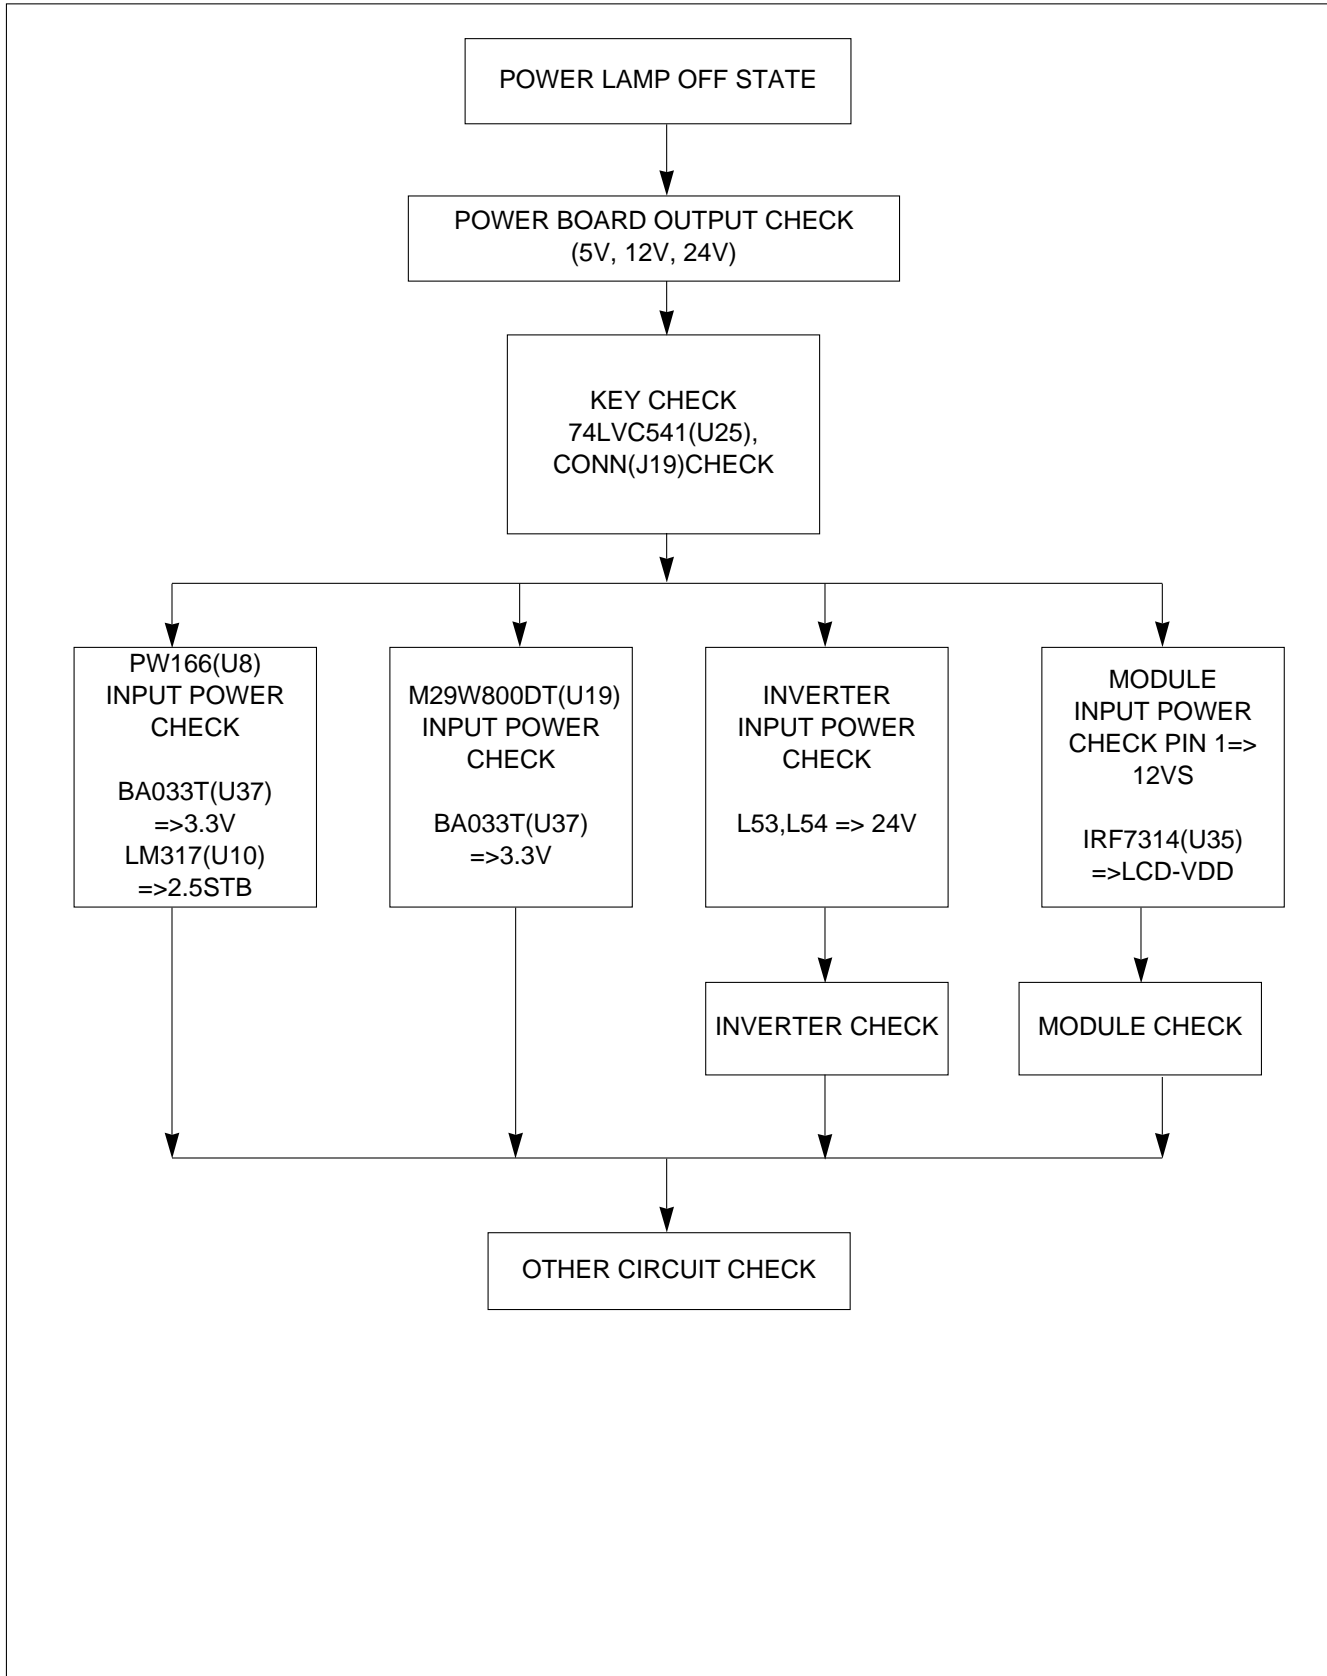 POWER LAMP OFF STATE
POWER BOARD OUTPUT CHECK
(5V, 12V, 24V)
KEY CHECK
74LVC541(U25),
CONN(J19)CHECK
PW166(U8)
INPUT POWER
CHECK
BA033T(U37)
=>3.3V
LM317(U10)
=>2.5STB
M29W800DT(U19)
INPUT POWER
CHECK
BA033T(U37)
=>3.3V
INVERTER
INPUT POWER
CHECK
L53,L54 => 24V
MODULE
INPUT POWER
CHECK PIN 1=>
12VS
IRF7314(U35)
=>LCD-VDD
INVERTER CHECK
MODULE CHECK
OTHER CIRCUIT CHECK